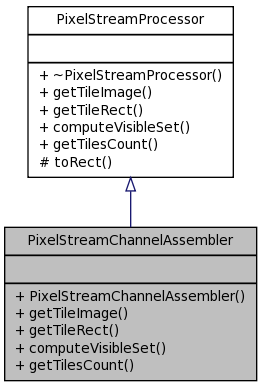 PixelStreamProcessor
+ ~PixelStreamProcessor()
+ getTileImage()
+ getTileRect()
+ computeVisibleSet()
+ getTilesCount()
# toRect()
PixelStreamChannelAssembler
+ PixelStreamChannelAssembler()
+ getTileImage()
+ getTileRect()
+ computeVisibleSet()
+ getTilesCount()